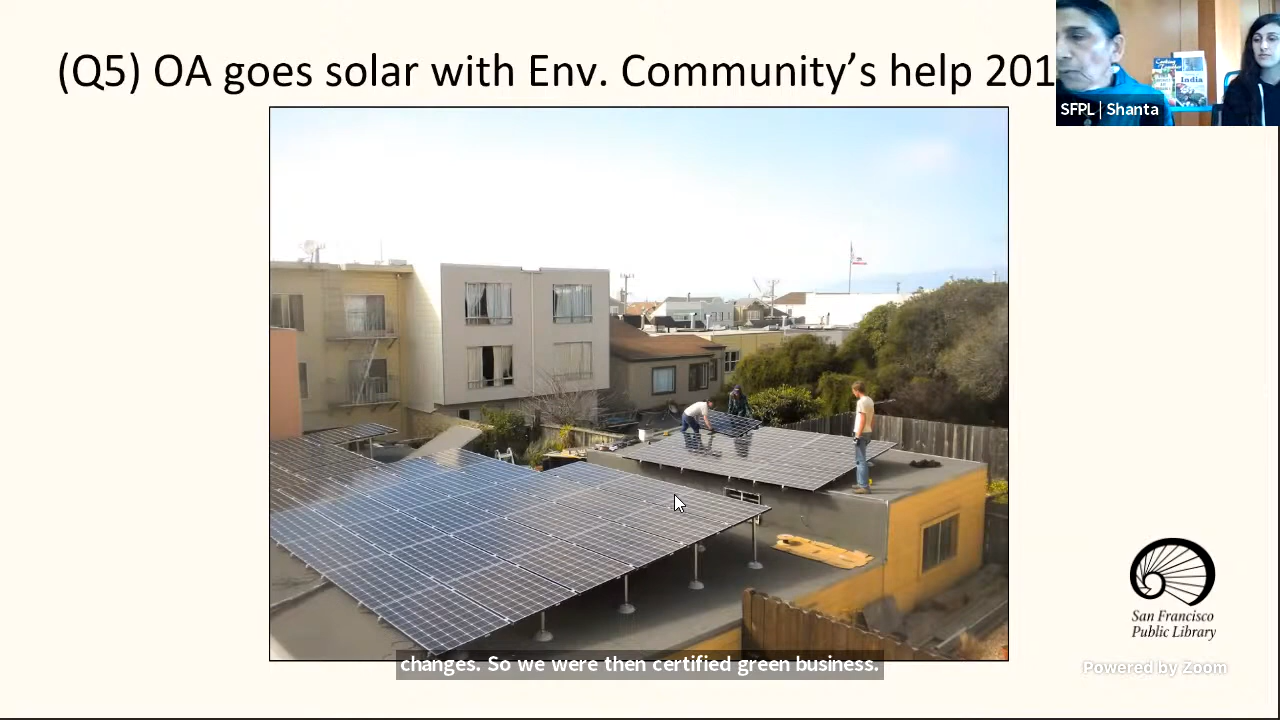 (Q5) OA goes solar with Env. Community's help 201
SFPL | Shanta
India
San Francisco
Public Library
changes. So we were then certified green business.
Powered by Zoom